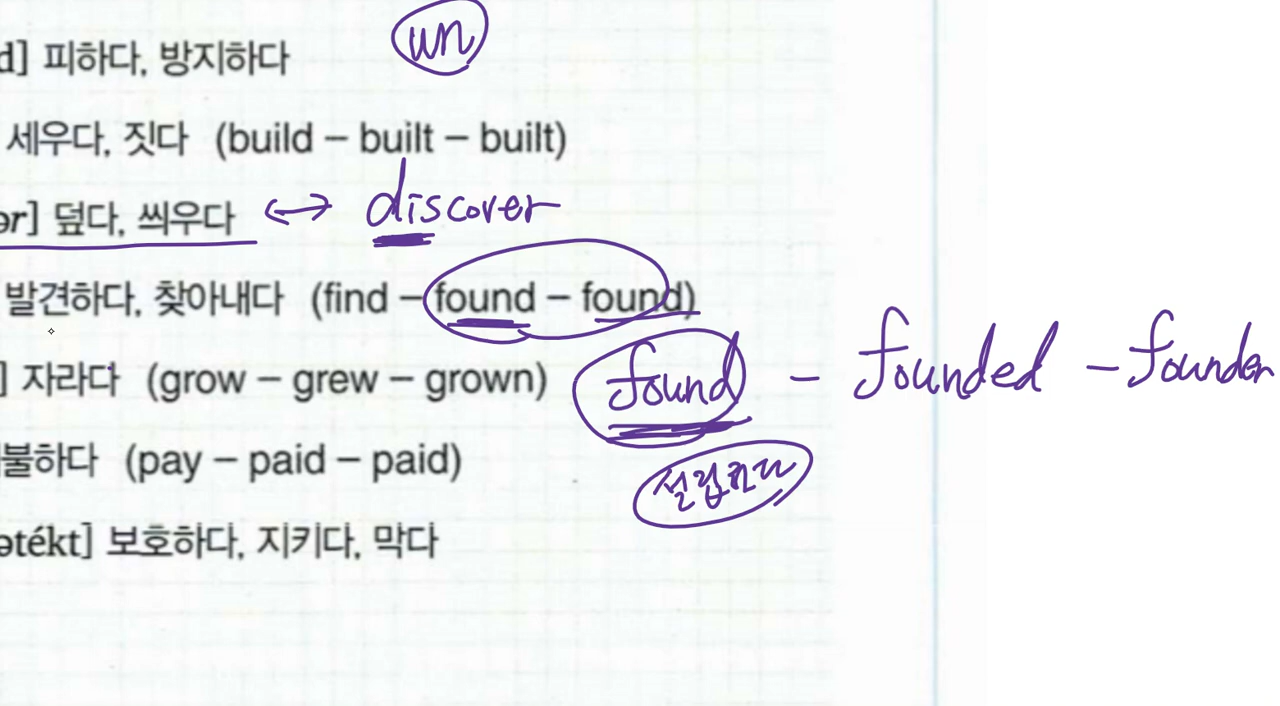 un
d] 피하다, 방지하다
세우다, 짓다 (build – built – built)
ər] 덮다, 씌우다 ↔ discover
발견하다, 찾아내다 (find – found – found)
] 자라다 (grow – grew – grown) found - founded - founded
불하다 (pay – paid – paid) 설립하다
ətékt] 보호하다, 지키다, 막다